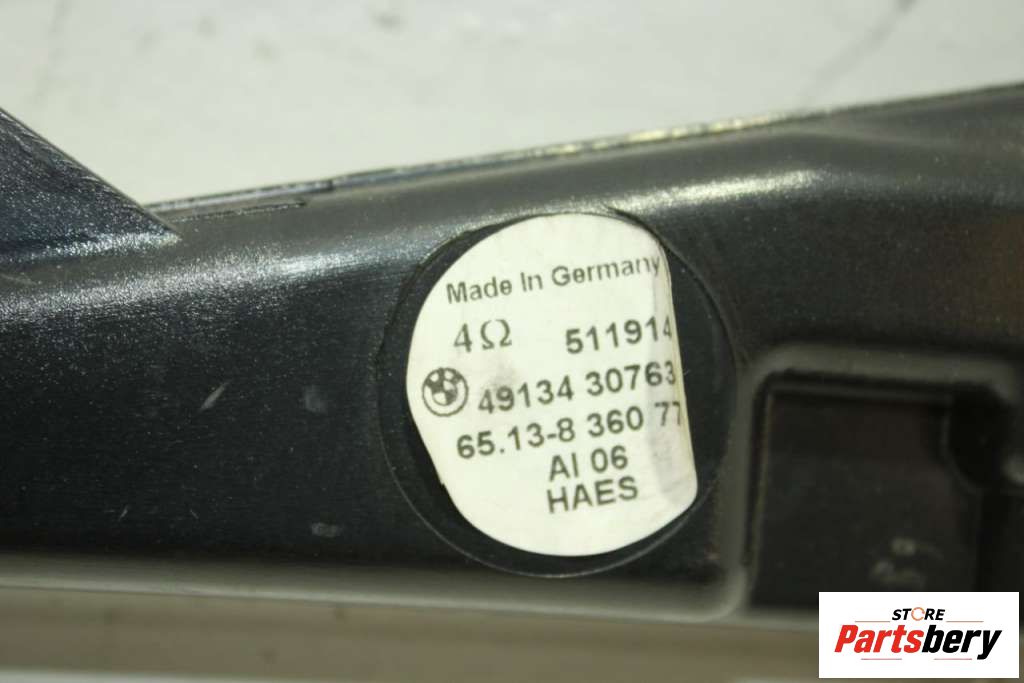 Made In Germany
4Ω 511914
49134 30763
65.13-8 360 77
AI 06
HAES
STORE
Partsbery